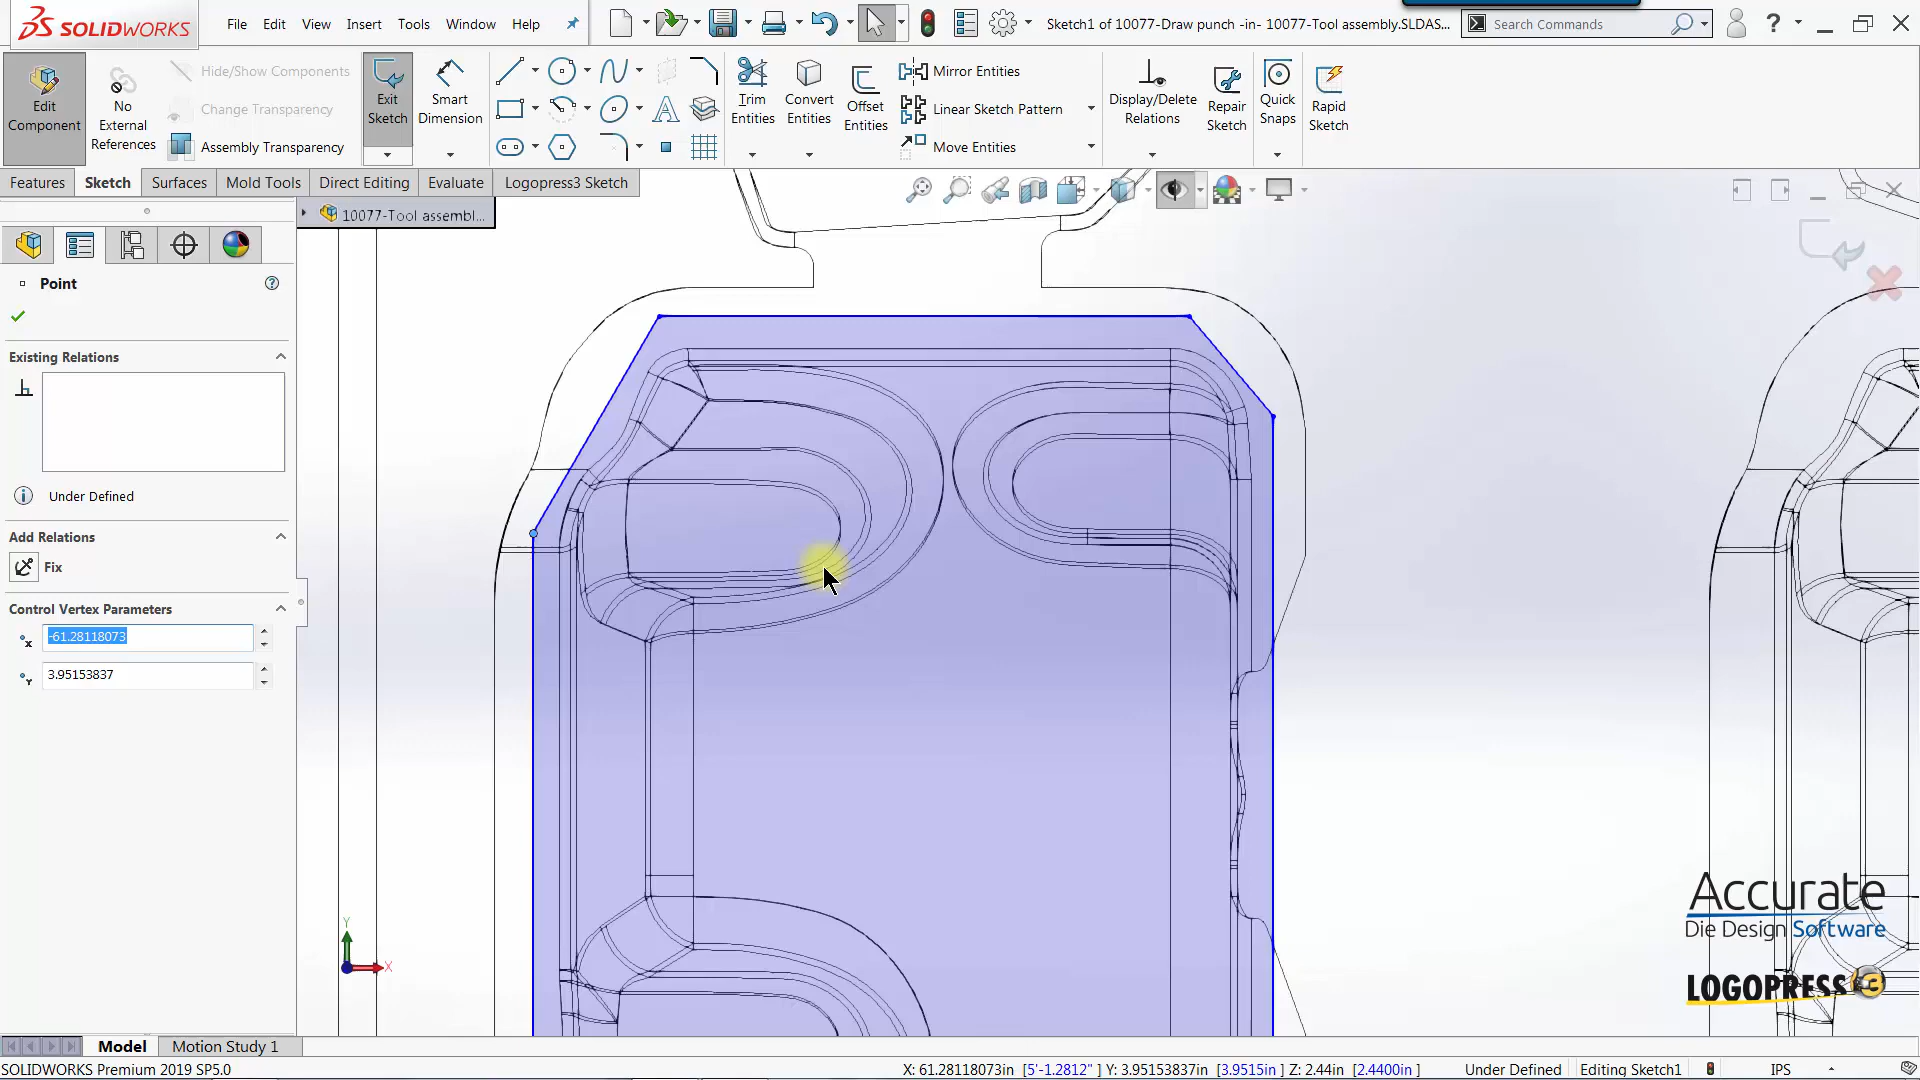 SOLIDWORKS
File Edit View Insert Tools Window Help
Sketch1 of 10077-Draw punch -in- 10077-Tool assembly.SLDAS...
Search Commands
?
Edit Component
No External References
Hide/Show Components
Change Transparency
Assembly Transparency
Exit Sketch
Smart Dimension
Trim Entities
Convert Entities
Offset Entities
Mirror Entities
Linear Sketch Pattern
Move Entities
Display/Delete Relations
Repair Sketch
Quick Snaps
Rapid Sketch
Features Sketch Surfaces Mold Tools Direct Editing Evaluate Logopress3 Sketch
10077-Tool assembl...
Point
Existing Relations
Under Defined
Add Relations
Fix
Control Vertex Parameters
X -61.28118073
Y 3.95153837
Y
X
Accurate
Die Design Software
LOGOPRESS 3
Model Motion Study 1
SOLIDWORKS Premium 2019 SP5.0
X: 61.28118073in [5'-1.2812" ] Y: 3.95153837in [3.9515in ] Z: 2.44in [2.4400in ] Under Defined Editing Sketch1 IPS